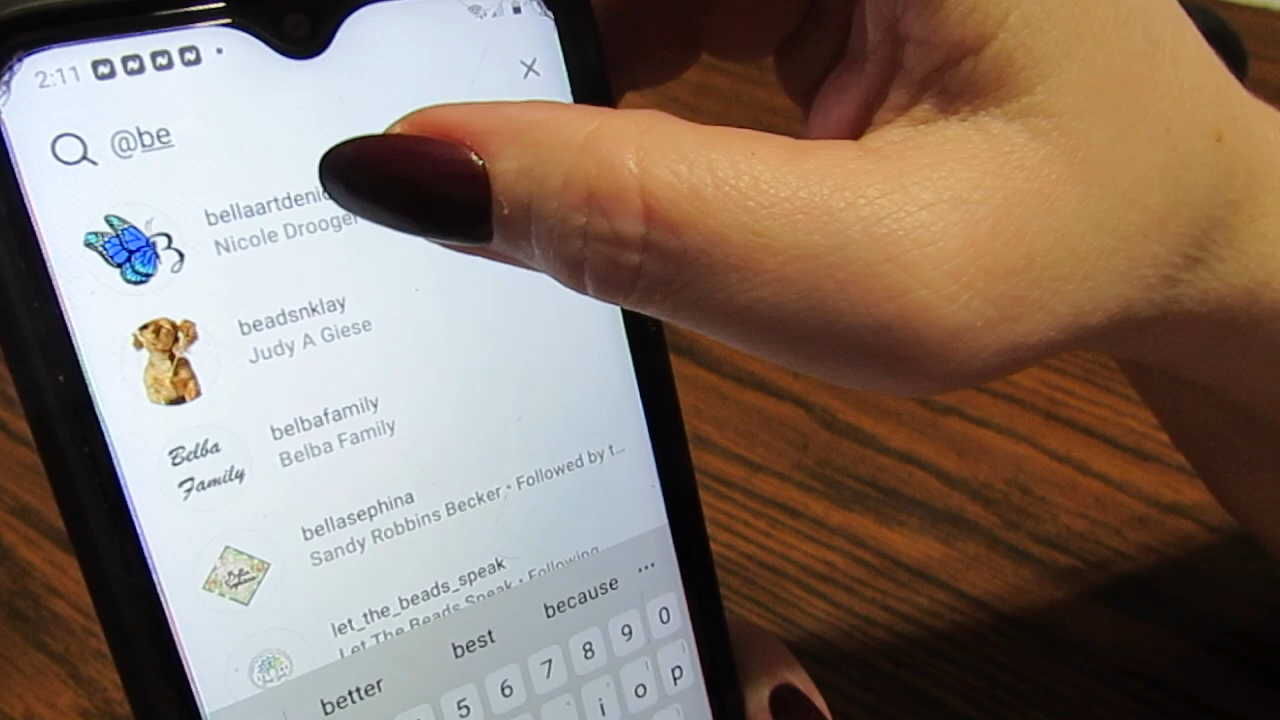 2:11
@be
bellaartdeni
Nicole Drooger
beadsnklay
Judy A Giese
belbafamily
Belba Family
Belba
Family
bellasephina
Sandy Robbins Becker • Followed by t...
let_the_beads_speak
Let The Beads Speak • Following
better best because ...
5 6 7 8 9 0
i o p